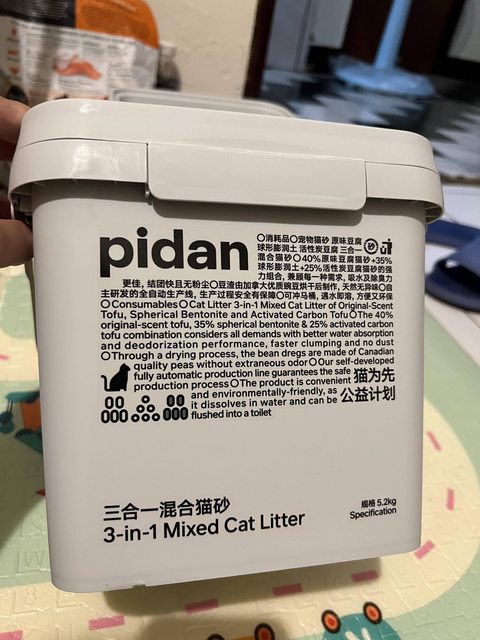 pidan
○消耗品○宠物猫砂 原味豆腐
球形膨润土 活性炭豆腐 三合一 砂
混合猫砂○40%原味豆腐猫砂+35%
球形膨润土+25%活性炭豆腐猫砂的强
力组合, 兼顾每一种需求, 吸水及除臭力
更佳, 结团快且无粉尘○豆渣由加拿大优质豌豆烘干后制作, 天然无异味○自
主研发的全自动生产线, 生产过程安全有保障○可冲马桶, 遇水即溶, 方便又环保
○Consumables○Cat Litter 3-in-1 Mixed Cat Litter of Original-Scent
Tofu, Spherical Bentonite and Activated Carbon Tofu○The 40%
original-scent tofu, 35% spherical bentonite & 25% activated carbon
tofu combination considers all demands with better water absorption
and deodorization performance, faster clumping and no dust
○Through a drying process, the bean dregs are made of Canadian
quality peas without extraneous odor○Our self-developed
fully automatic production line guarantees the safe
production process○The product is convenient
and environmentally-friendly, as
it dissolves in water and can be
flushed into a toilet
猫为先
公益计划
三合一混合猫砂
3-in-1 Mixed Cat Litter
规格 5.2kg
Specification